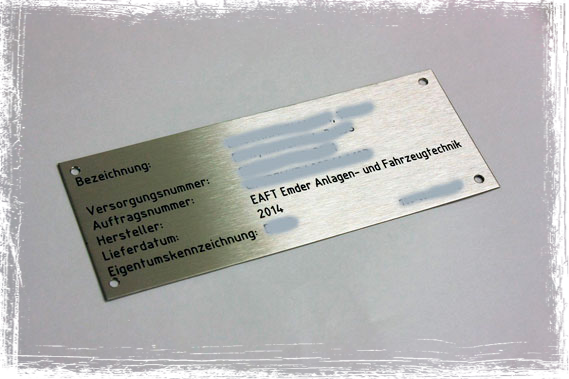 Bezeichnung:
Versorgungsnummer:
Auftragsnummer:
Hersteller: EAFT Emder Anlagen- und Fahrzeugtechnik
Lieferdatum: 2014
Eigentumskennzeichnung: